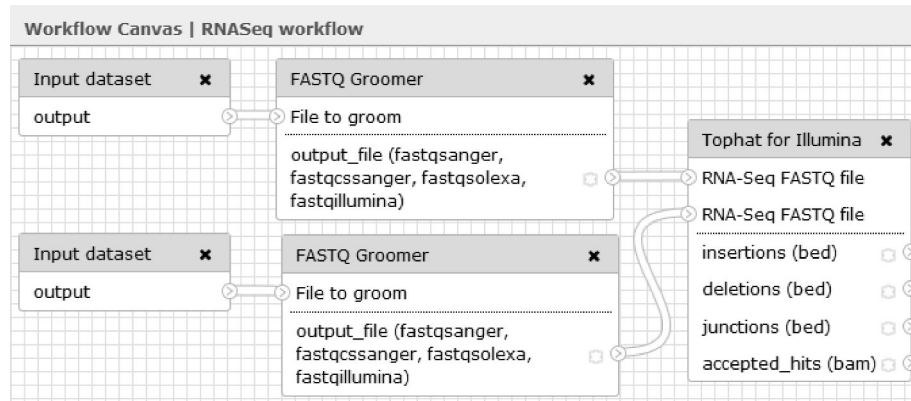 Workflow Canvas | RNASeq workflow
Input dataset
output
FASTQ Groomer
File to groom
output_file (fastqsanger,
fastqcssanger, fastqsolexa,
fastqillumina)
Input dataset
output
FASTQ Groomer
File to groom
output_file (fastqsanger,
fastqcssanger, fastqsolexa,
fastqillumina)
Tophat for Illumina
RNA-Seq FASTQ file
RNA-Seq FASTQ file
insertions (bed)
deletions (bed)
junctions (bed)
accepted_hits (bam)